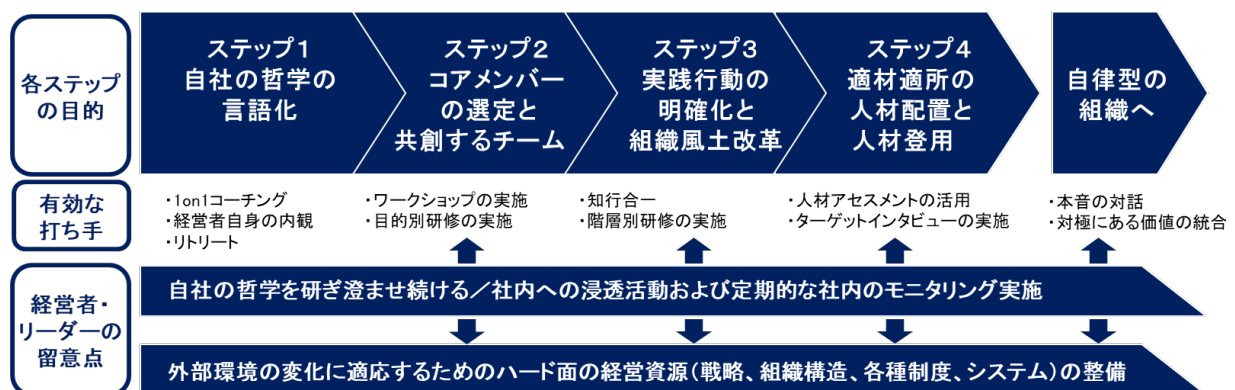 各ステップ
の目的
ステップ1
自社の哲学の
言語化
ステップ2
コアメンバー
の選定と
共創するチーム
ステップ3
実践行動の
明確化と
組織風土改革
ステップ4
適材適所の
人材配置と
人材登用
自律型の
組織へ
有効な
打ち手
・1on1コーチング
・経営者自身の内観
・リトリート
・ワークショップの実施
・目的別研修の実施
・知行合一
・階層別研修の実施
・人材アセスメントの活用
・ターゲットインタビューの実施
・本音の対話
・対極にある価値の統合
経営者・
リーダーの
留意点
自社の哲学を研ぎ澄ませ続ける／社内への浸透活動および定期的な社内のモニタリング実施
外部環境の変化に適応するためのハード面の経営資源(戦略、組織構造、各種制度、システム)の整備